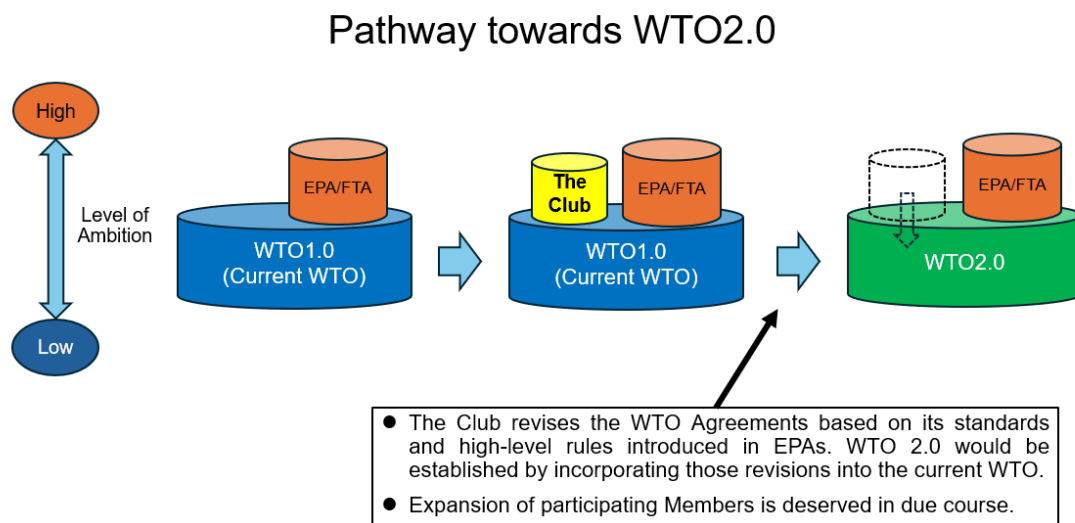 Pathway towards WTO2.0
High
Level of
Ambition
Low
EPA/FTA
WTO1.0
(Current WTO)
The
Club
EPA/FTA
WTO1.0
(Current WTO)
EPA/FTA
WTO2.0
● The Club revises the WTO Agreements based on its standards
and high-level rules introduced in EPAs. WTO 2.0 would be
established by incorporating those revisions into the current WTO.
● Expansion of participating Members is deserved in due course.